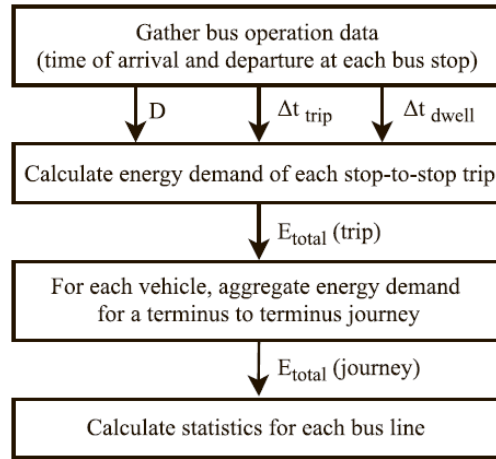 Gather bus operation data
(time of arrival and departure at each bus stop)
D
Δt trip
Δt dwell
Calculate energy demand of each stop-to-stop trip
E total (trip)
For each vehicle, aggregate energy demand
for a terminus to terminus journey
E total (journey)
Calculate statistics for each bus line